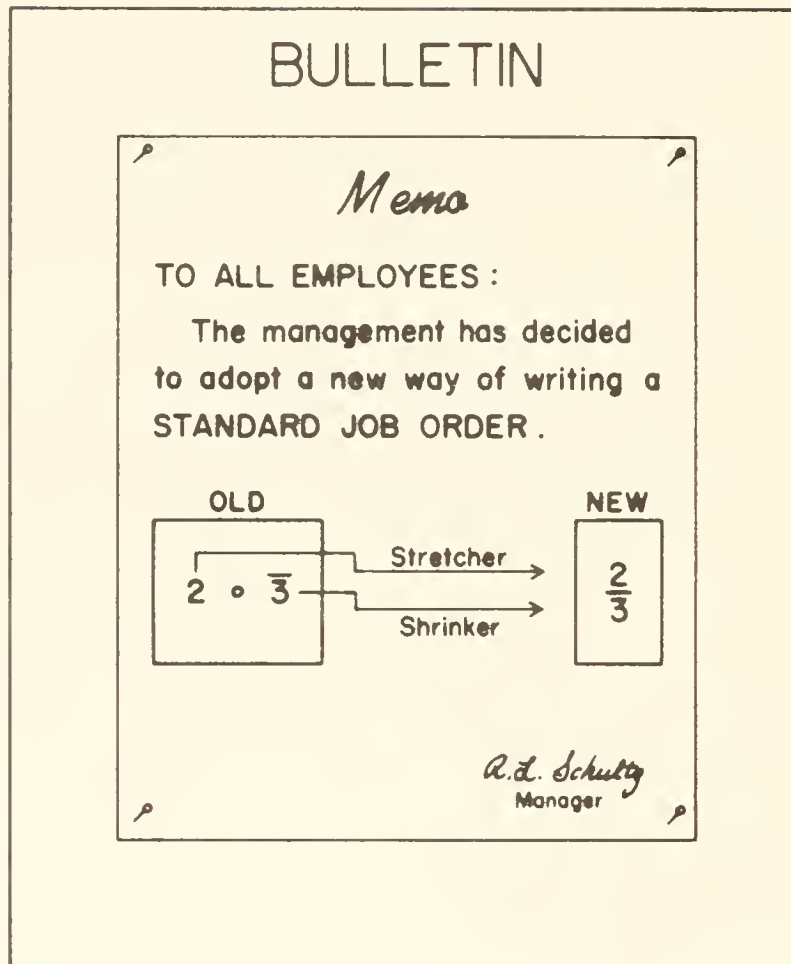 BULLETIN
Memo
TO ALL EMPLOYEES :
The management has decided
to adopt a new way of writing a
STANDARD JOB ORDER .
OLD
NEW
2 ∘ 3̅
Stretcher
Shrinker
2
3
R.L. Schultz
Manager